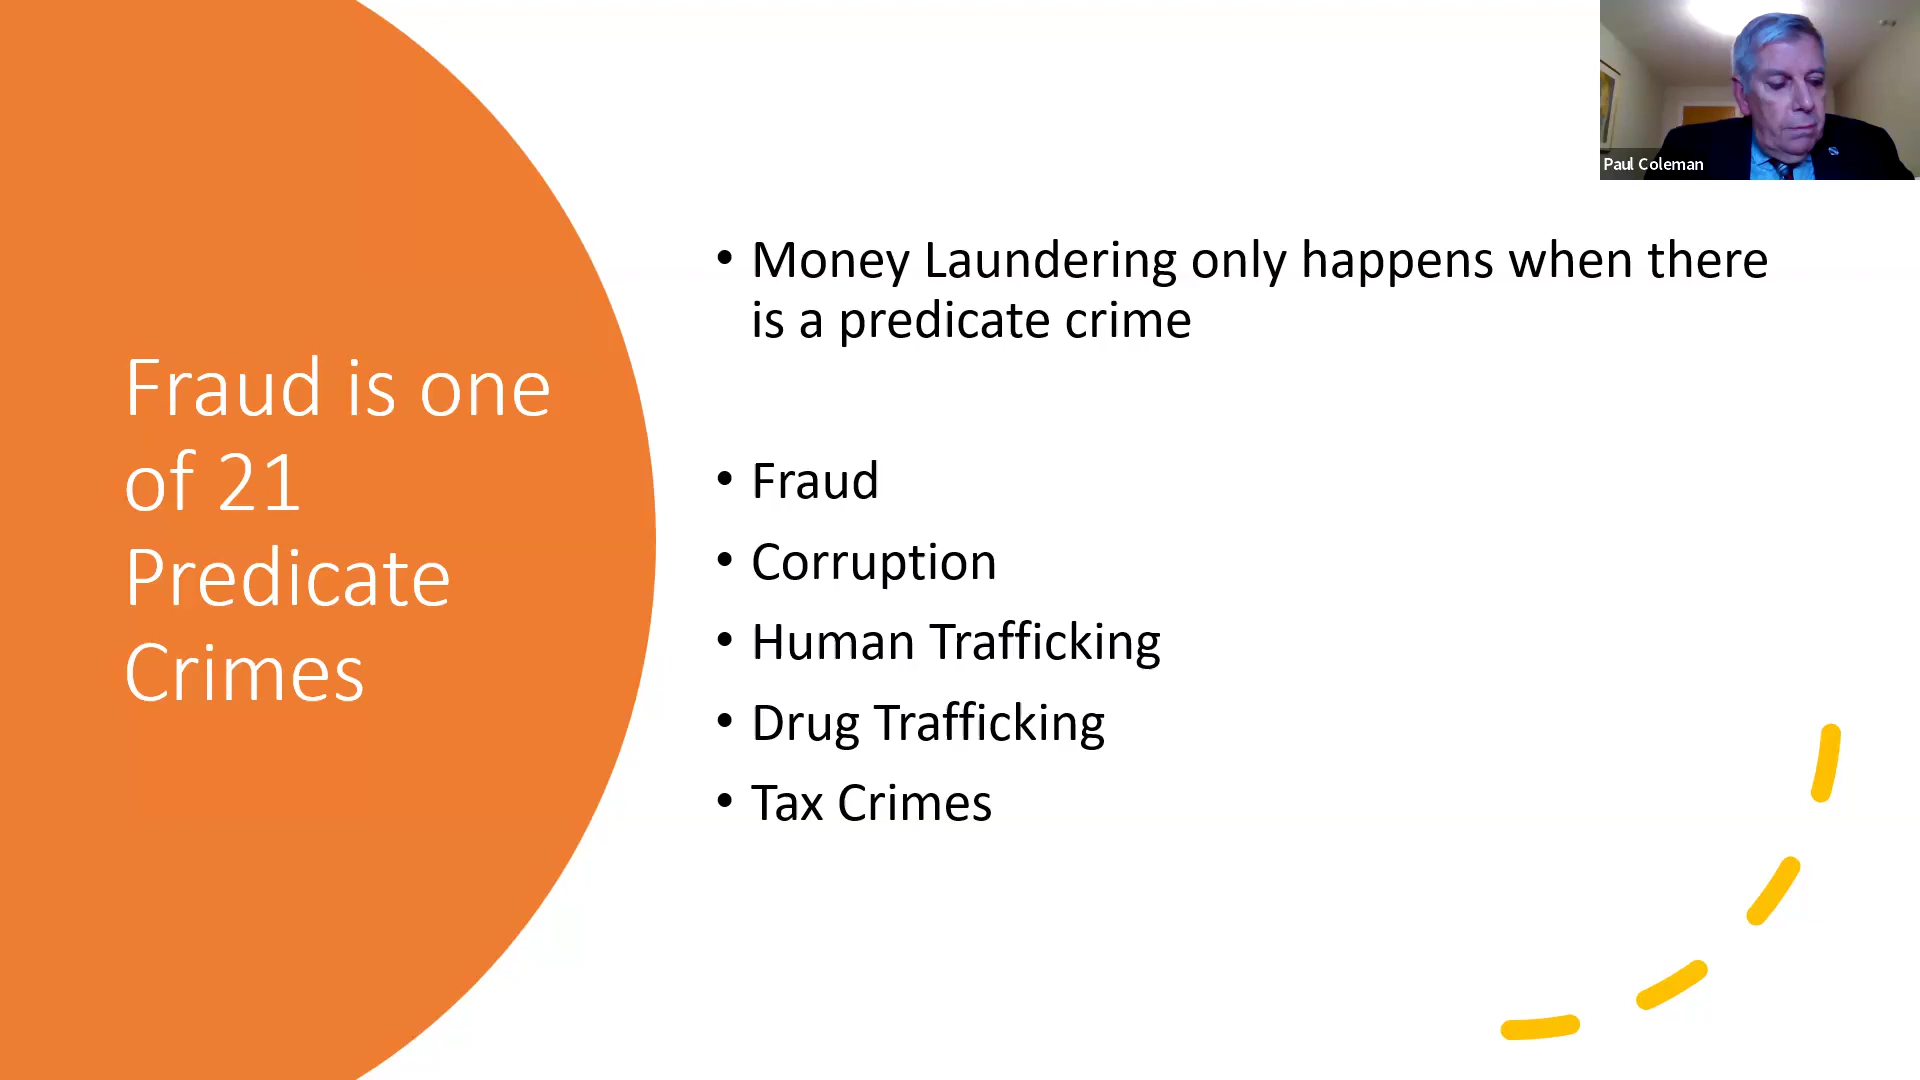 Paul Coleman
Fraud is one
of 21
Predicate
Crimes
• Money Laundering only happens when there
is a predicate crime
• Fraud
• Corruption
• Human Trafficking
• Drug Trafficking
• Tax Crimes